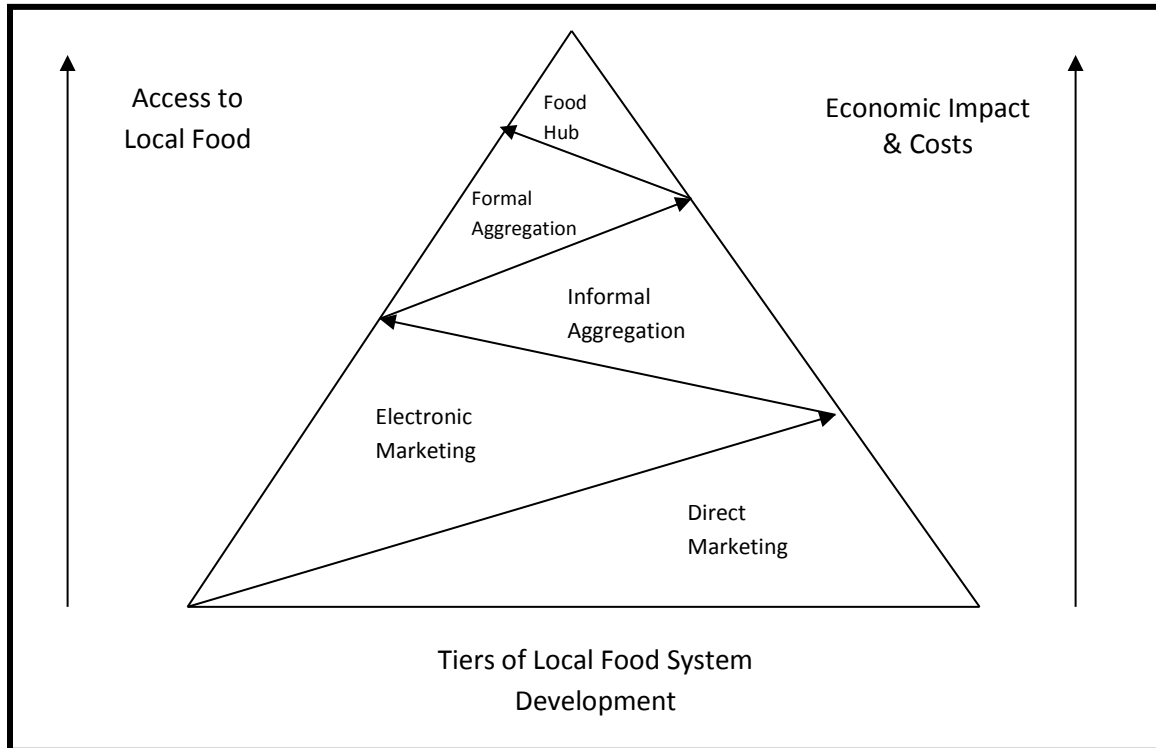 Access to
Local Food
Food
Hub
Economic Impact
& Costs
Formal
Aggregation
Informal
Aggregation
Electronic
Marketing
Direct
Marketing
Tiers of Local Food System
Development